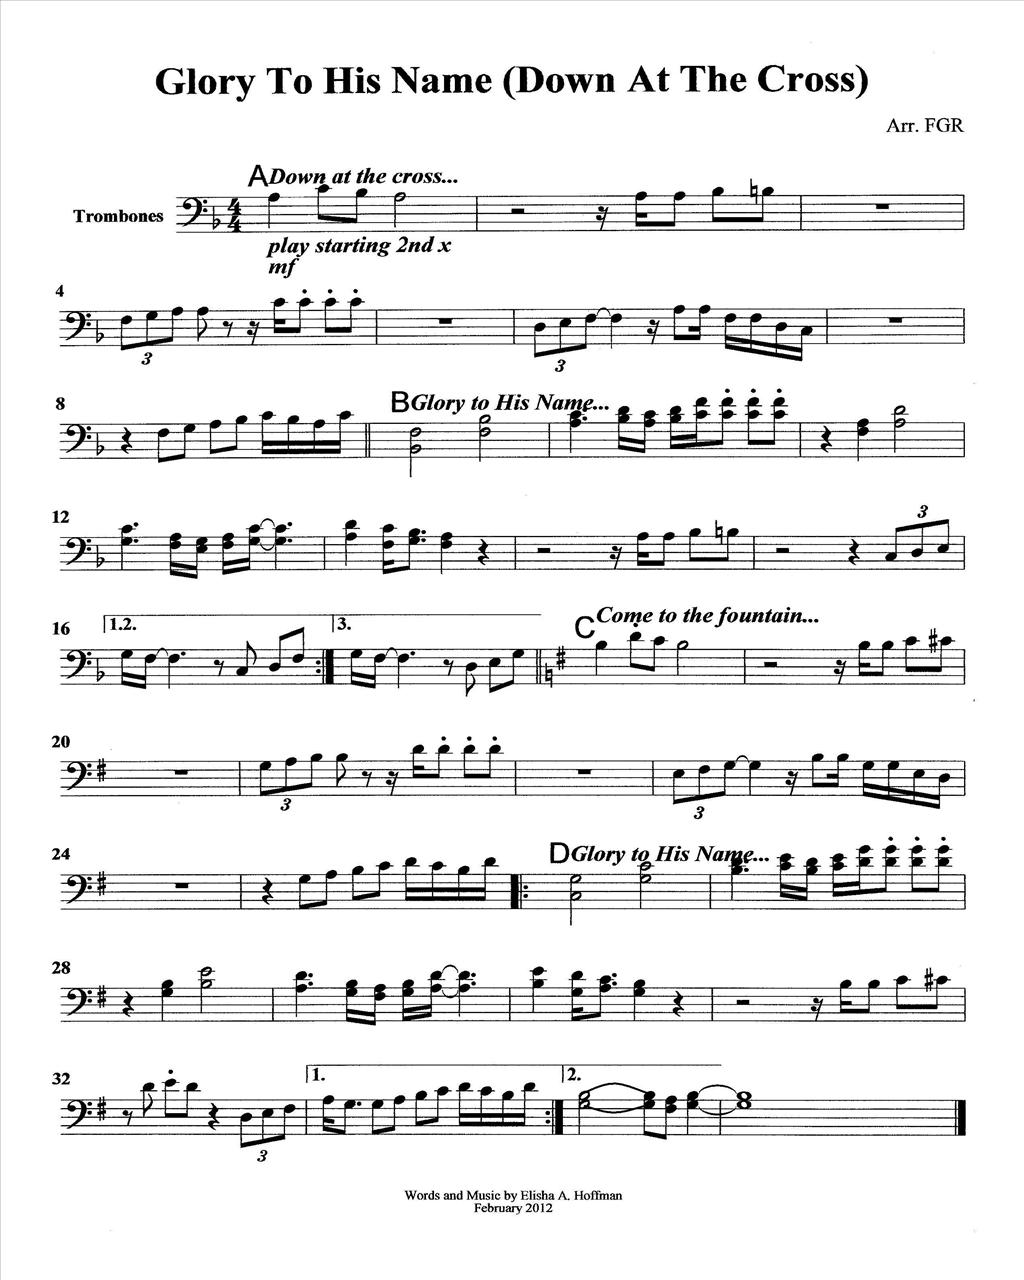 Glory To His Name (Down At The Cross)
Arr. FGR
A Down at the cross...
Trombones
4
4
play starting 2nd x
mf
4
3
3
8
B Glory to His Name...
12
3
16
1.2.
3.
C Come to the fountain...
20
3
3
24
D Glory to His Name...
28
32
1.
2.
3
Words and Music by Elisha A. Hoffman
February 2012